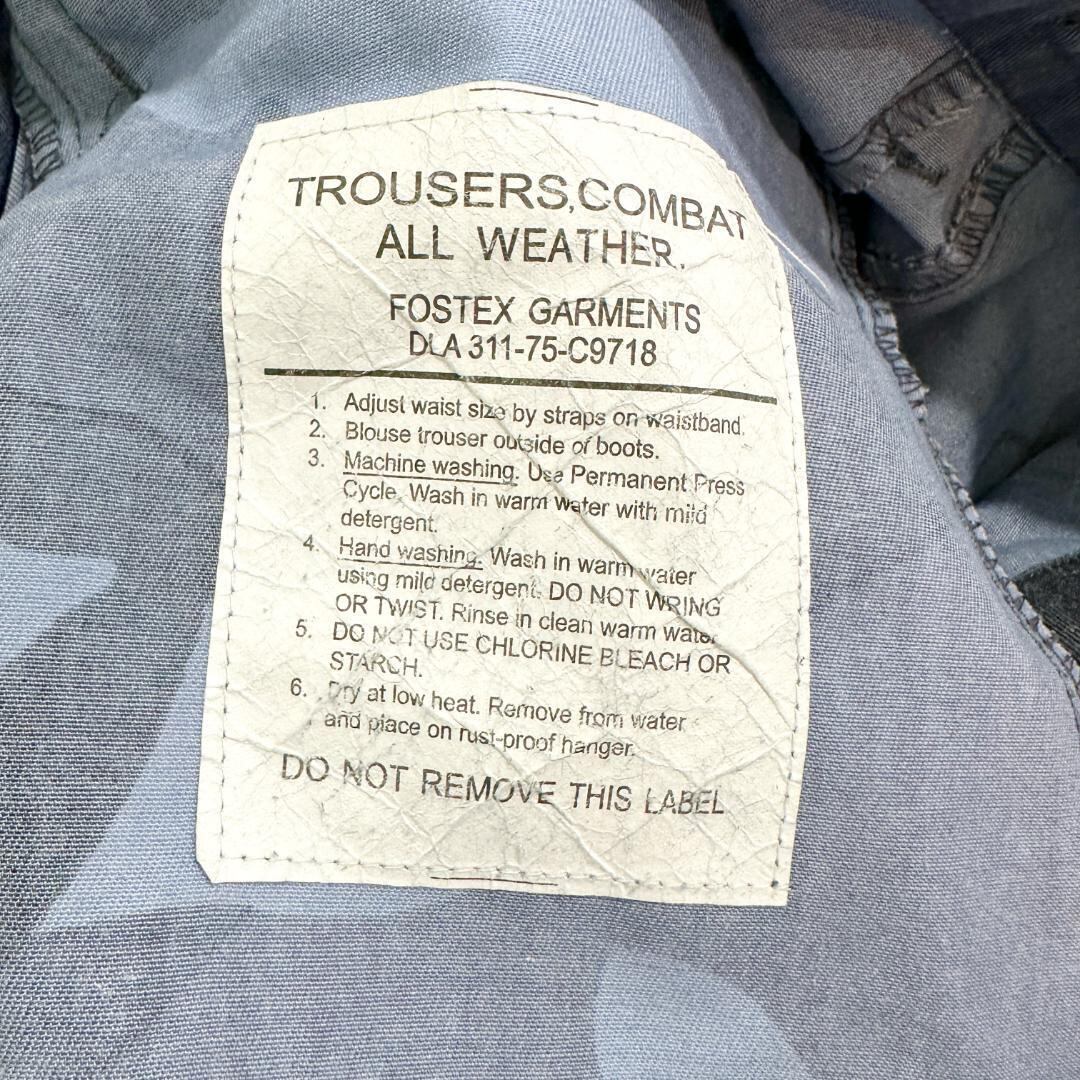 TROUSERS,COMBAT
ALL WEATHER.
FOSTEX GARMENTS
DLA 311-75-C9718
1. Adjust waist size by straps on waistband.
2. Blouse trouser outside of boots.
3. Machine washing. Use Permanent Press
Cycle. Wash in warm water with mild
detergent.
4. Hand washing. Wash in warm water
using mild detergent. DO NOT WRING
OR TWIST. Rinse in clean warm water.
5. DO NOT USE CHLORINE BLEACH OR
STARCH.
6. Dry at low heat. Remove from water
and place on rust-proof hanger.
DO NOT REMOVE THIS LABEL